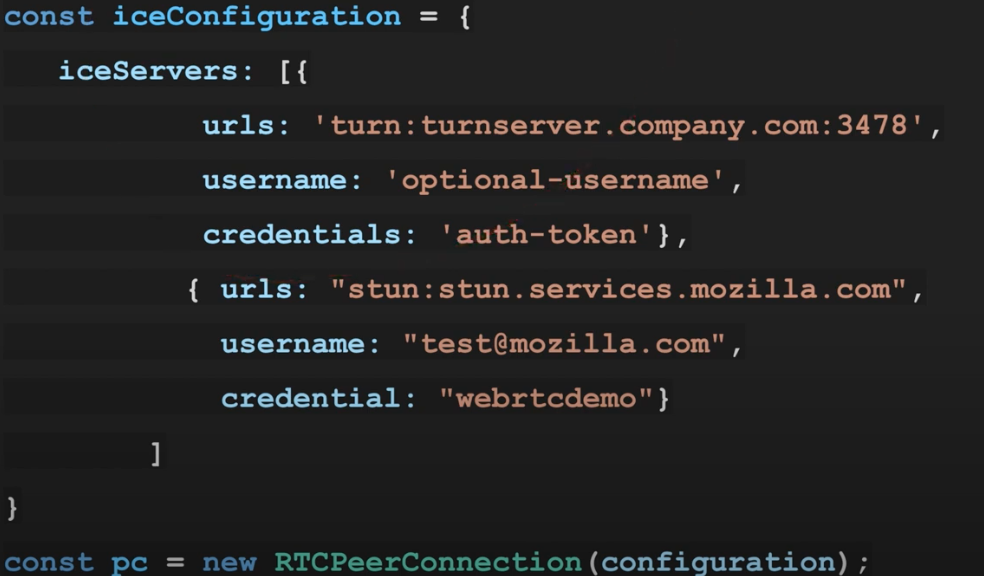 const iceConfiguration = {
iceServers: [{
urls: 'turn:turnserver.company.com:3478',
username: 'optional-username',
credentials: 'auth-token'},
{ urls: "stun:stun.services.mozilla.com",
username: "test@mozilla.com",
credential: "webrtcdemo"}
]
}
const pc = new RTCPeerConnection(configuration);